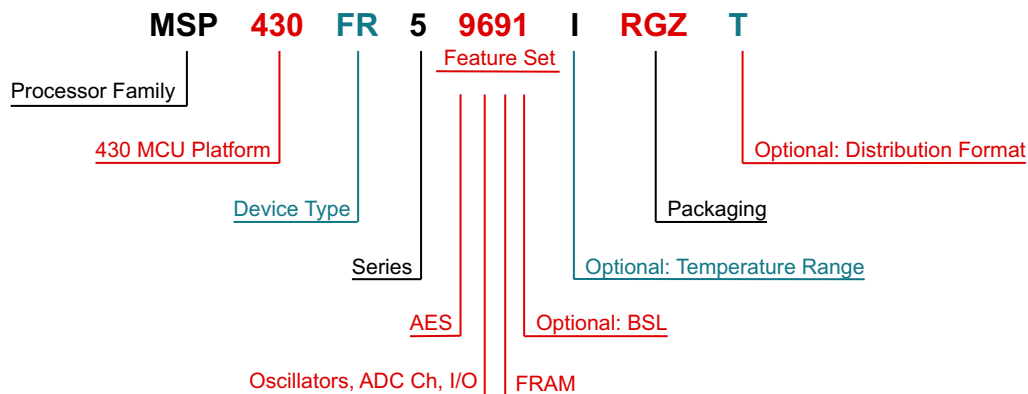 MSP 430 FR 5 9691 I RGZ T
Feature Set
Processor Family
430 MCU Platform
Optional: Distribution Format
Device Type
Packaging
Series
Optional: Temperature Range
AES
Optional: BSL
Oscillators, ADC Ch, I/O
FRAM